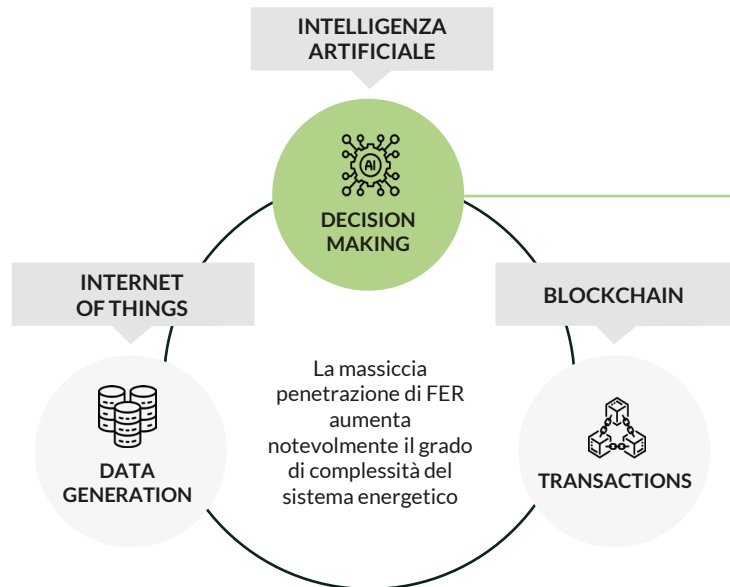 INTELLIGENZA
ARTIFICIALE
AI
DECISION
MAKING
INTERNET
OF THINGS
BLOCKCHAIN
La massiccia
penetrazione di FER
aumenta
notevolmente il grado
di complessità del
sistema energetico
DATA
GENERATION
TRANSACTIONS